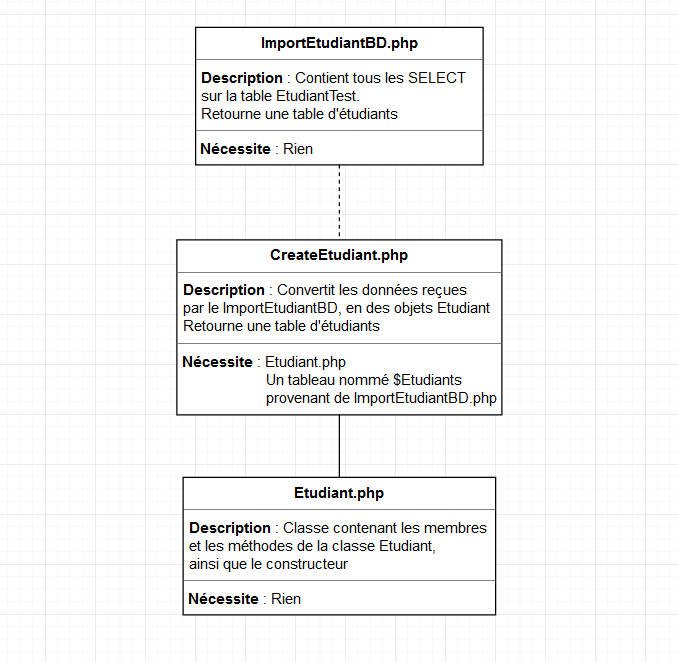 ImportEtudiantBD.php
Description : Contient tous les SELECT
sur la table EtudiantTest.
Retourne une table d'étudiants
Nécessite : Rien
CreateEtudiant.php
Description : Convertit les données reçues
par le ImportEtudiantBD, en des objets Etudiant
Retourne une table d'étudiants
Nécessite : Etudiant.php
Un tableau nommé $Etudiants
provenant de ImportEtudiantBD.php
Etudiant.php
Description : Classe contenant les membres
et les méthodes de la classe Etudiant,
ainsi que le constructeur
Nécessite : Rien